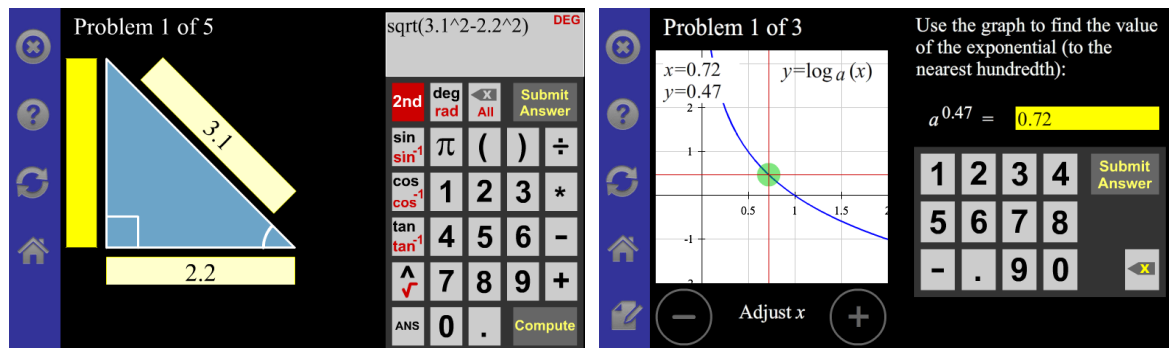 Problem 1 of 5
3.1
2.2
sqrt(3.1^2-2.2^2) DEG
2nd deg rad X All Submit Answer
sin sin-1 π ( ) ÷
cos cos-1 1 2 3 *
tan tan-1 4 5 6 -
^ √ 7 8 9 +
ANS 0 . Compute
?
Problem 1 of 3
x=0.72
y=0.47
y=log a (x)
2
1
-1
2
0.5 1 1.5 2
Adjust x
− +
?
Use the graph to find the value
of the exponential (to the
nearest hundredth):
a 0.47 = 0.72
1 2 3 4 Submit Answer
5 6 7 8
- . 9 0 X